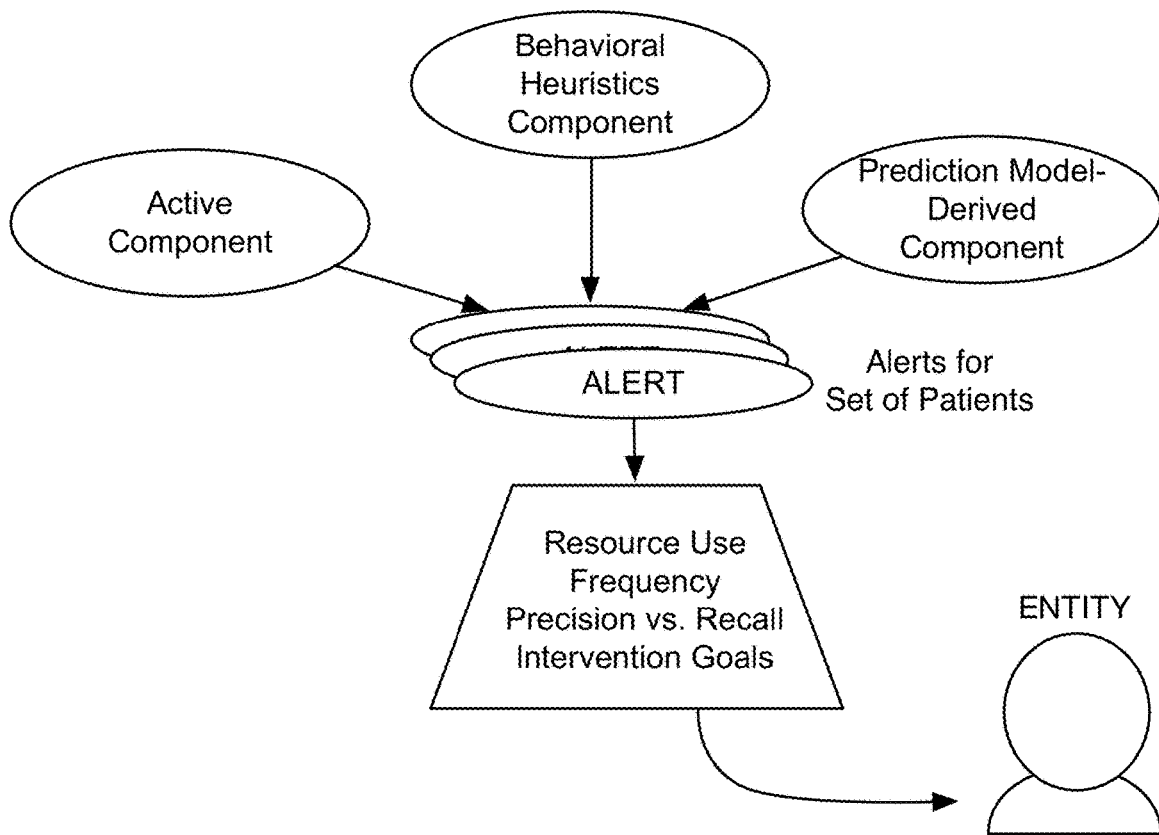 Behavioral
Heuristics
Component
Active
Component
Prediction Model-
Derived
Component
ALERT
Alerts for
Set of Patients
Resource Use
Frequency
Precision vs. Recall
Intervention Goals
ENTITY